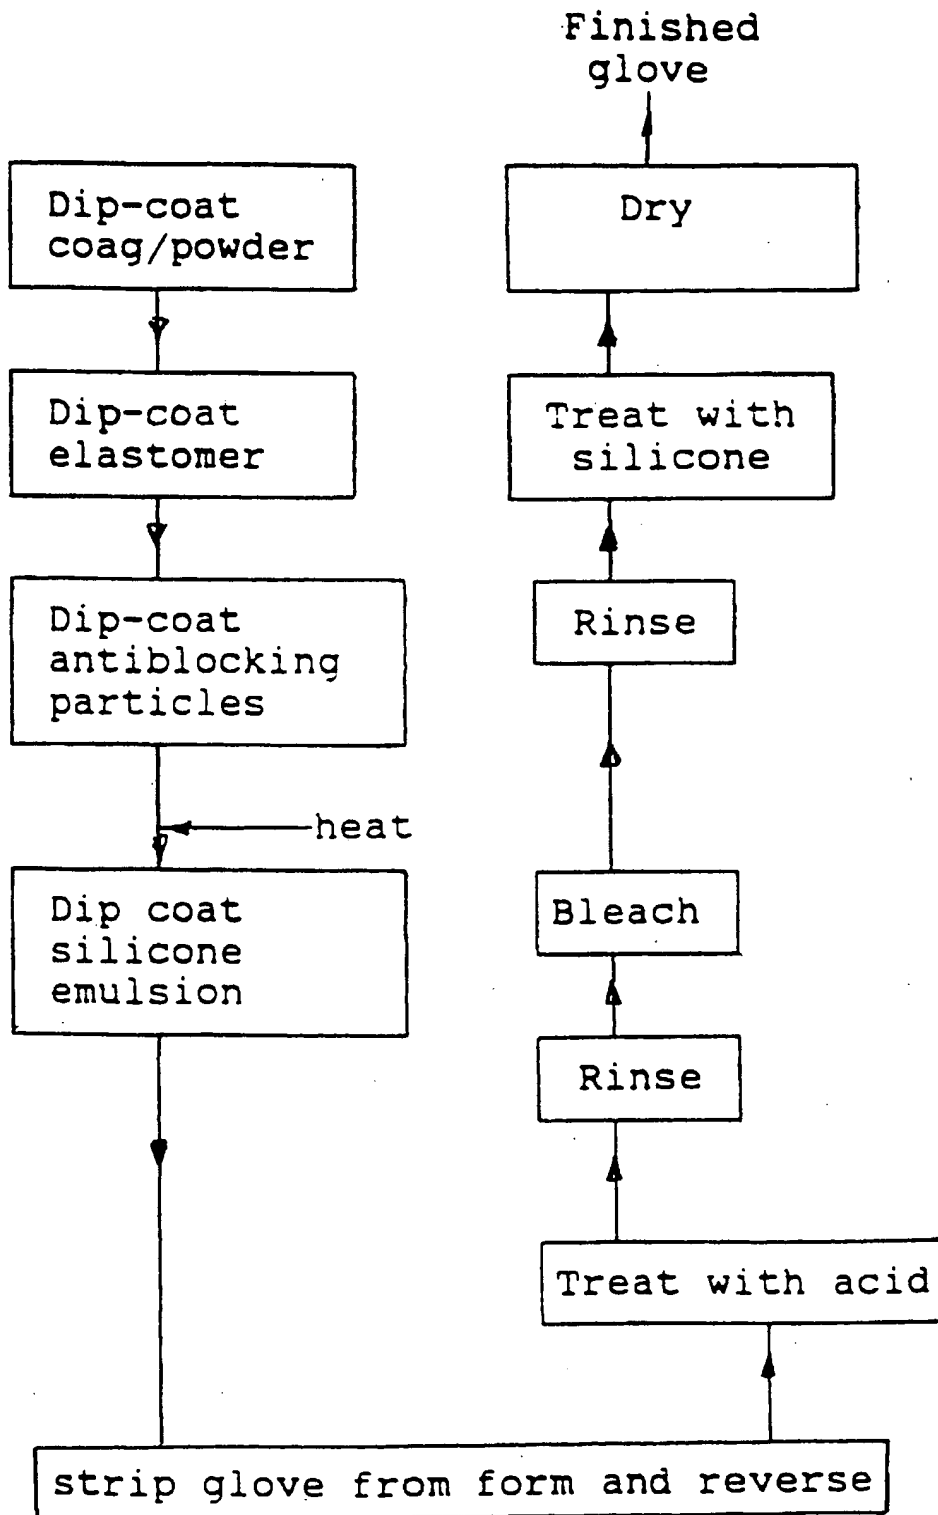 Dip-coat
coag/powder
Dip-coat
elastomer
Dip-coat
antiblocking
particles
heat
Dip coat
silicone
emulsion
strip glove from form and reverse
Treat with acid
Rinse
Bleach
Rinse
Treat with
silicone
Dry
Finished
glove